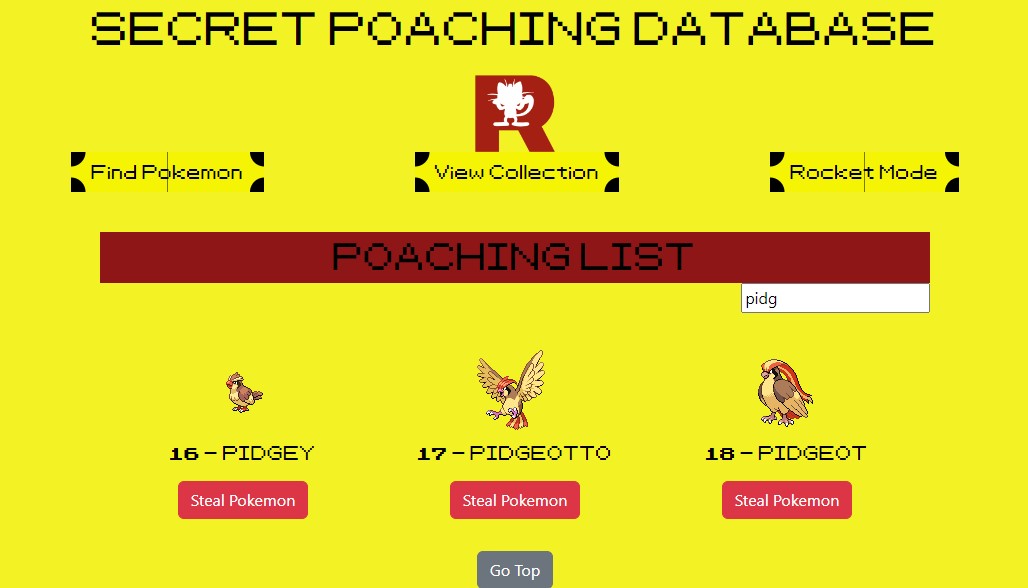 SECRET POACHING DATABASE
R
Find Pokemon View Collection Rocket Mode
POACHING LIST
pidg
16 - PIDGEY 17 - PIDGEOTTO 18 - PIDGEOT
Steal Pokemon Steal Pokemon Steal Pokemon
Go Top